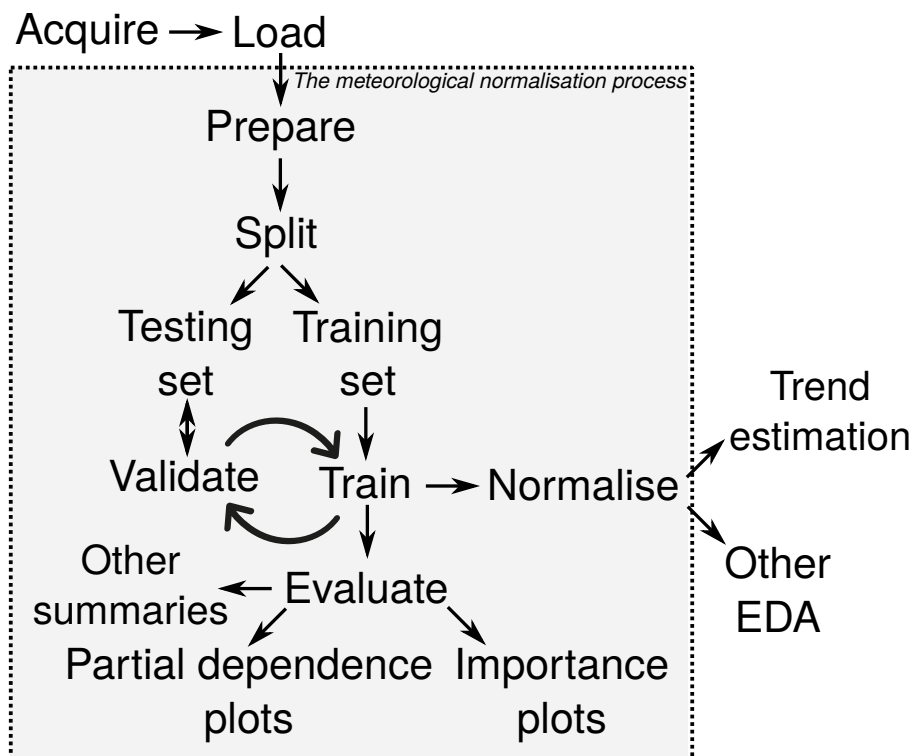 Acquire
Load
The meteorological normalisation process
Prepare
Split
Testing
set
Training
set
Validate
Train
Normalise
Trend
estimation
Other
EDA
Other
summaries
Evaluate
Partial dependence
plots
Importance
plots